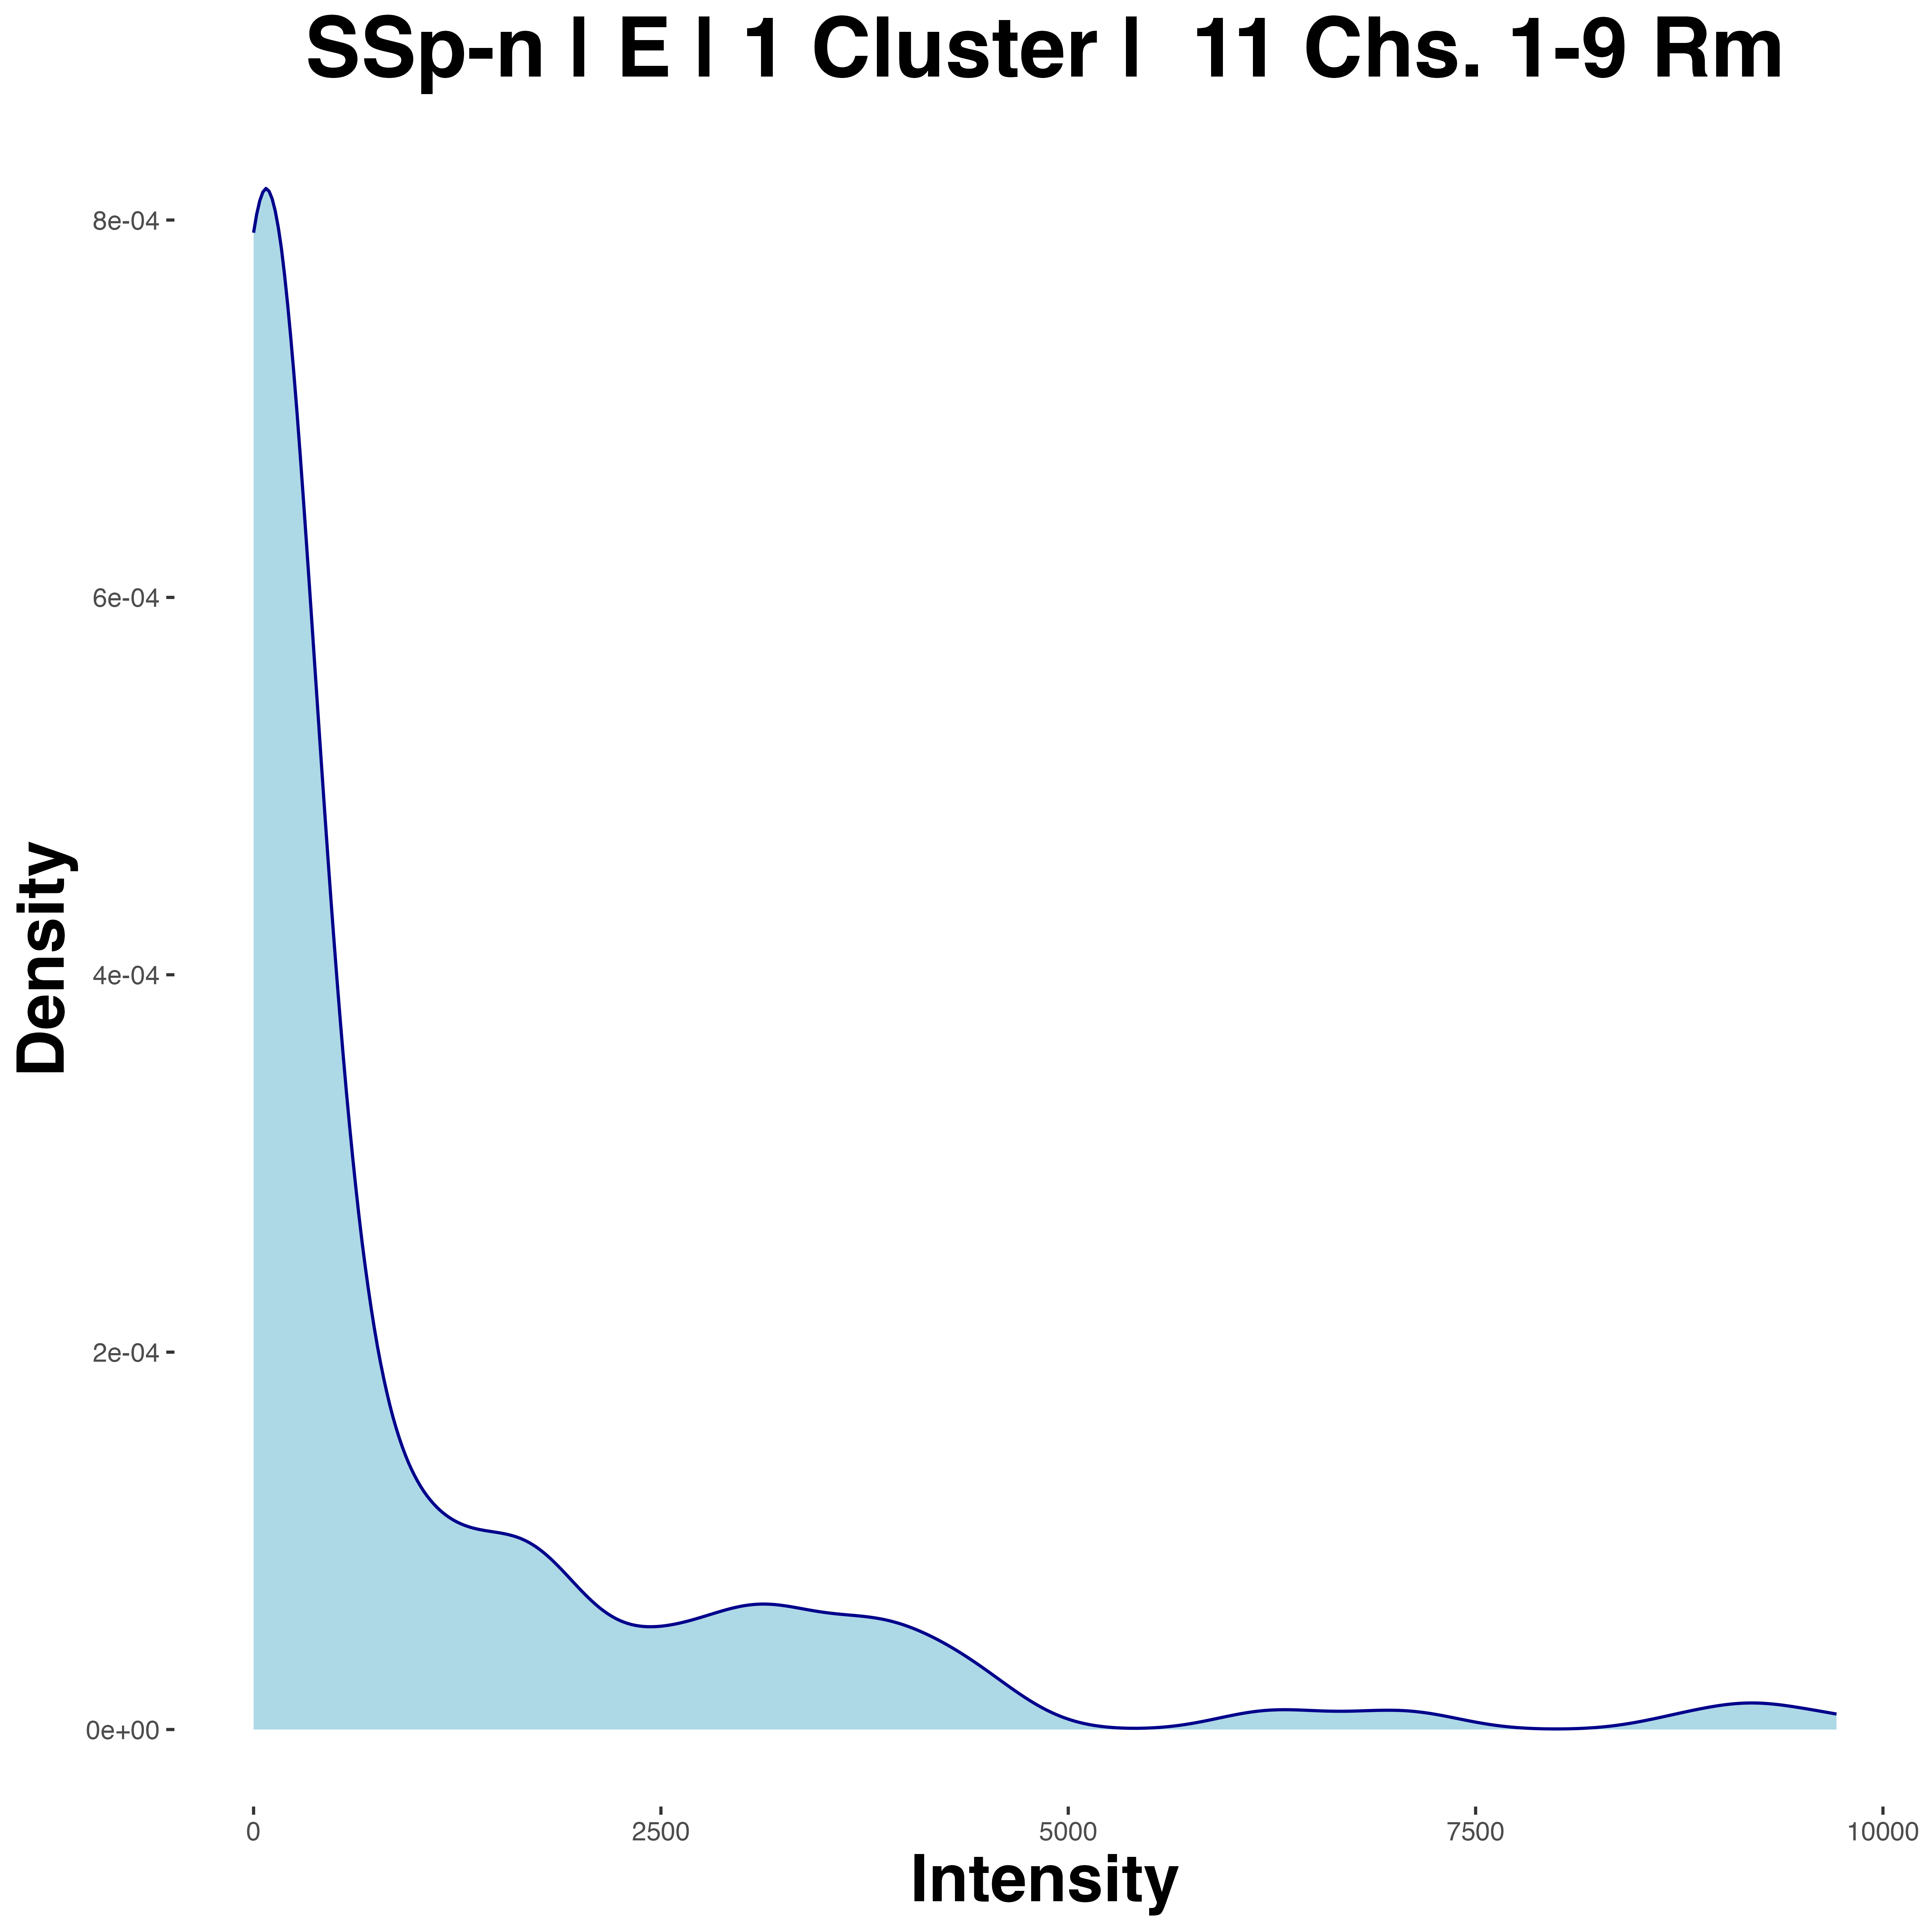 SSp-n | E | 1 Cluster | 11 Chs. 1-9 Rm
8e-04
6e-04
4e-04
2e-04
0e+00
Density
0 2500 5000 7500 10000
Intensity